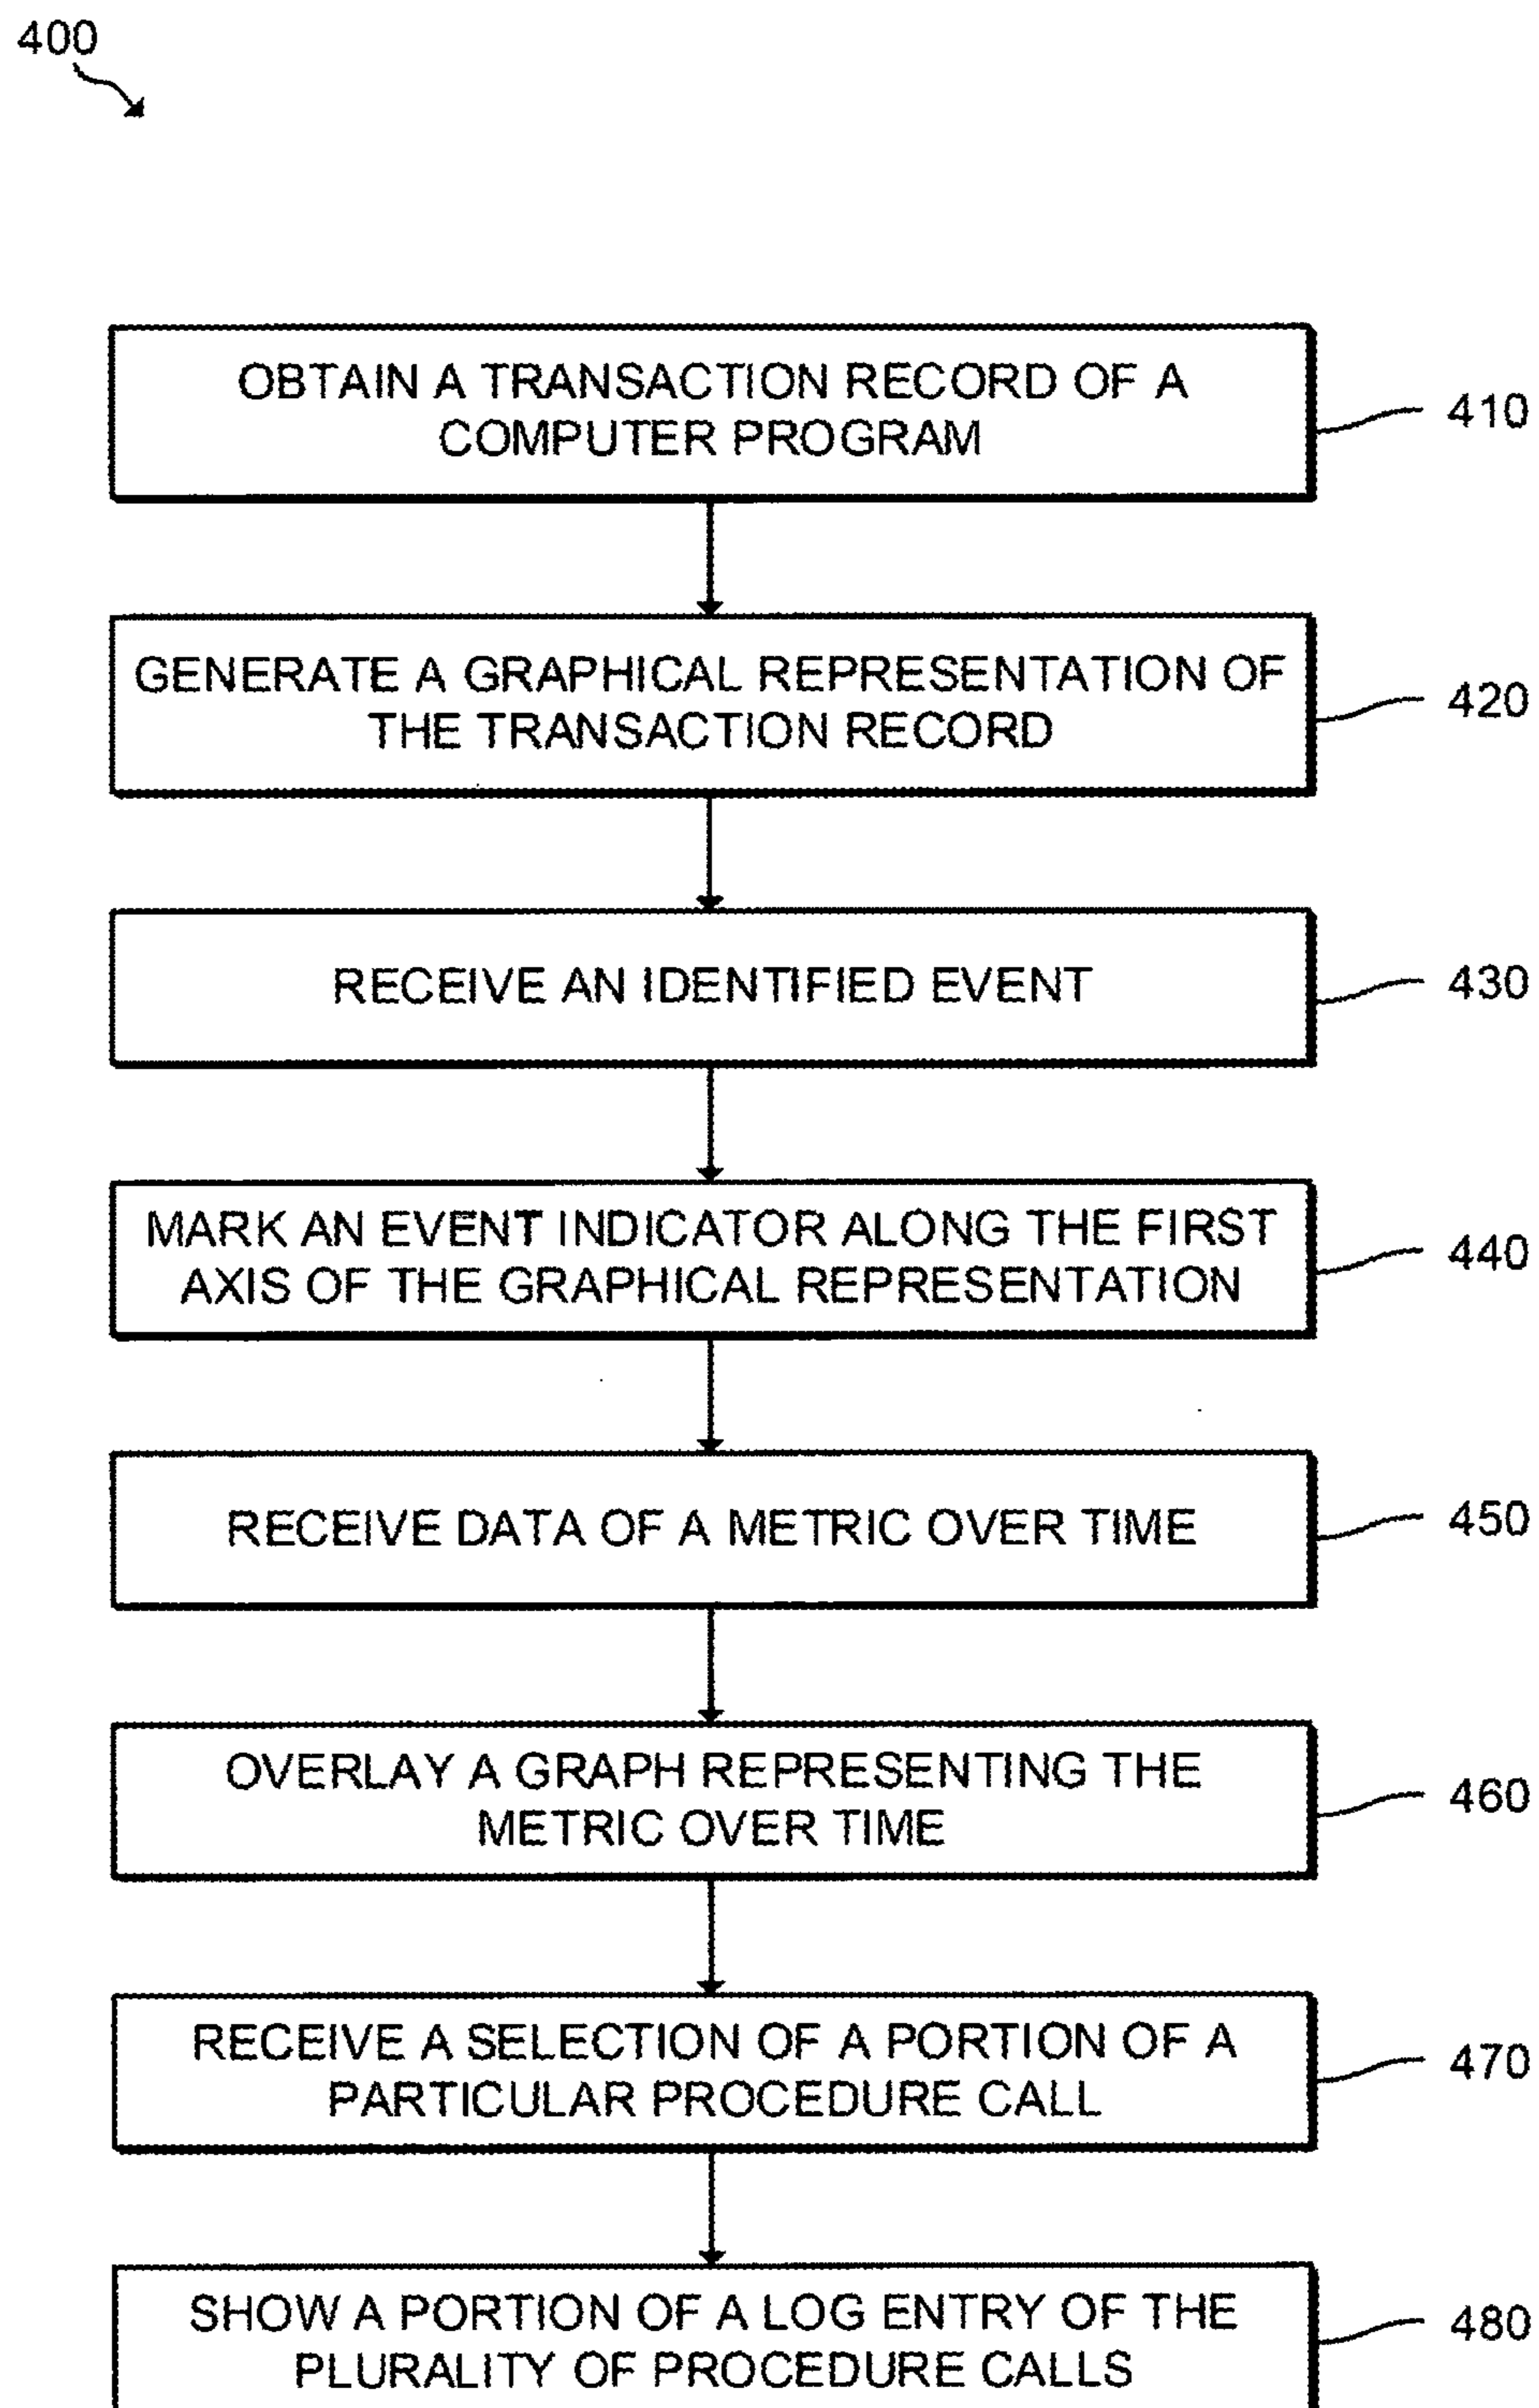 400
OBTAIN A TRANSACTION RECORD OF A
COMPUTER PROGRAM
410
GENERATE A GRAPHICAL REPRESENTATION OF
THE TRANSACTION RECORD
420
RECEIVE AN IDENTIFIED EVENT
430
MARK AN EVENT INDICATOR ALONG THE FIRST
AXIS OF THE GRAPHICAL REPRESENTATION
440
RECEIVE DATA OF A METRIC OVER TIME
450
OVERLAY A GRAPH REPRESENTING THE
METRIC OVER TIME
460
RECEIVE A SELECTION OF A PORTION OF A
PARTICULAR PROCEDURE CALL
470
SHOW A PORTION OF A LOG ENTRY OF THE
PLURALITY OF PROCEDURE CALLS
480